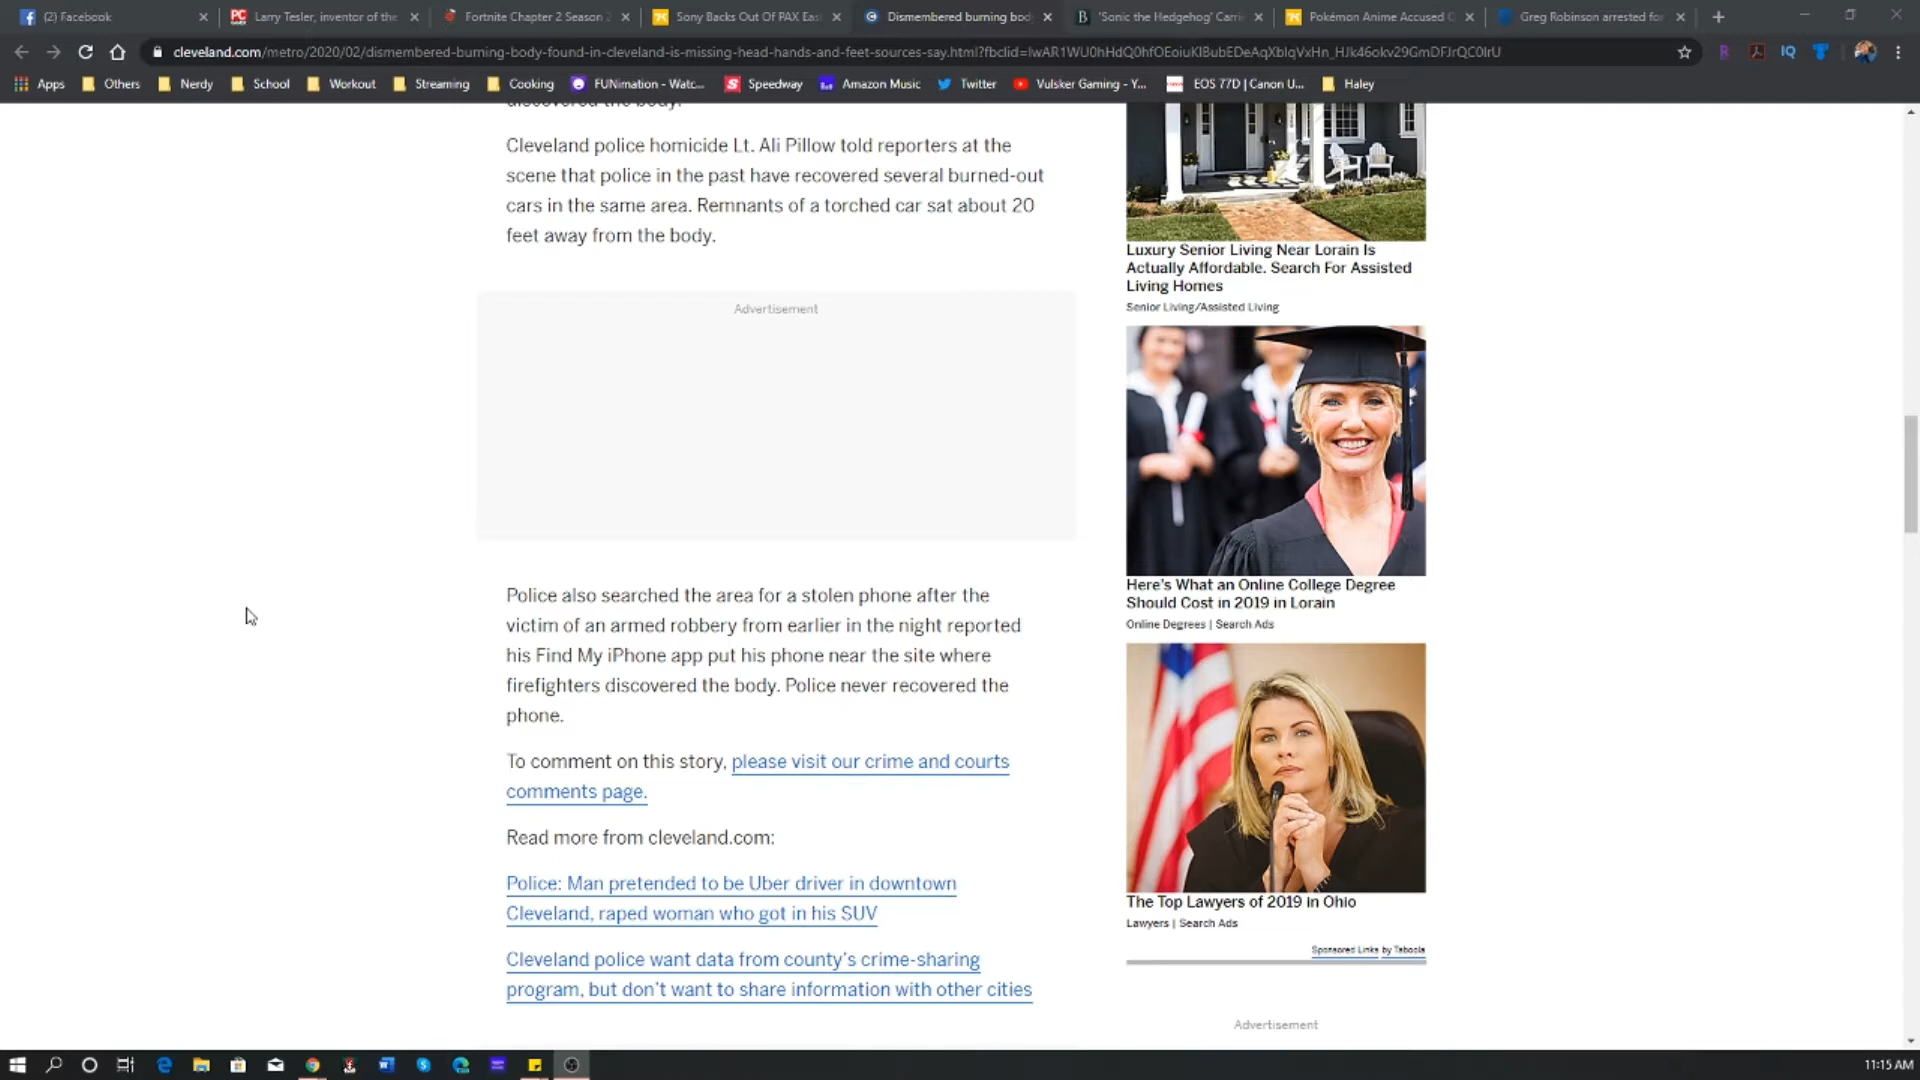 (2) Facebook
Larry Tesler, inventor of the
Fortnite Chapter 2 Season 2
Sony Backs Out Of PAX Eas
Dismembered burning bod
'Sonic the Hedgehog' Carri
Pokémon Anime Accused O
Greg Robinson arrested for
cleveland.com/metro/2020/02/dismembered-burning-body-found-in-cleveland-is-missing-head-hands-and-feet-sources-say.html?fbclid=
Apps
Others
Nerdy
School
Workout
Streaming
Cooking
FUNimation - Watc...
Speedway
Amazon Music
Twitter
Vulsker Gaming - Y...
EOS 77D | Canon U...
Haley
discovered the body.
Cleveland police homicide Lt. Ali Pillow told reporters at the
scene that police in the past have recovered several burned-out
cars in the same area. Remnants of a torched car sat about 20
feet away from the body.
Advertisement
Police also searched the area for a stolen phone after the
victim of an armed robbery from earlier in the night reported
his Find My iPhone app put his phone near the site where
firefighters discovered the body. Police never recovered the
phone.
To comment on this story, please visit our crime and courts
comments page.
Read more from cleveland.com:
Police: Man pretended to be Uber driver in downtown
Cleveland, raped woman who got in his SUV
Cleveland police want data from county's crime-sharing
program, but don't want to share information with other cities
Luxury Senior Living Near Lorain Is
Actually Affordable. Search For Assisted
Living Homes
Senior Living/Assisted Living
Here's What an Online College Degree
Should Cost in 2019 in Lorain
Online Degrees | Search Ads
The Top Lawyers of 2019 in Ohio
Lawyers | Search Ads
Sponsored Links by Taboola
Advertisement
11:15 AM